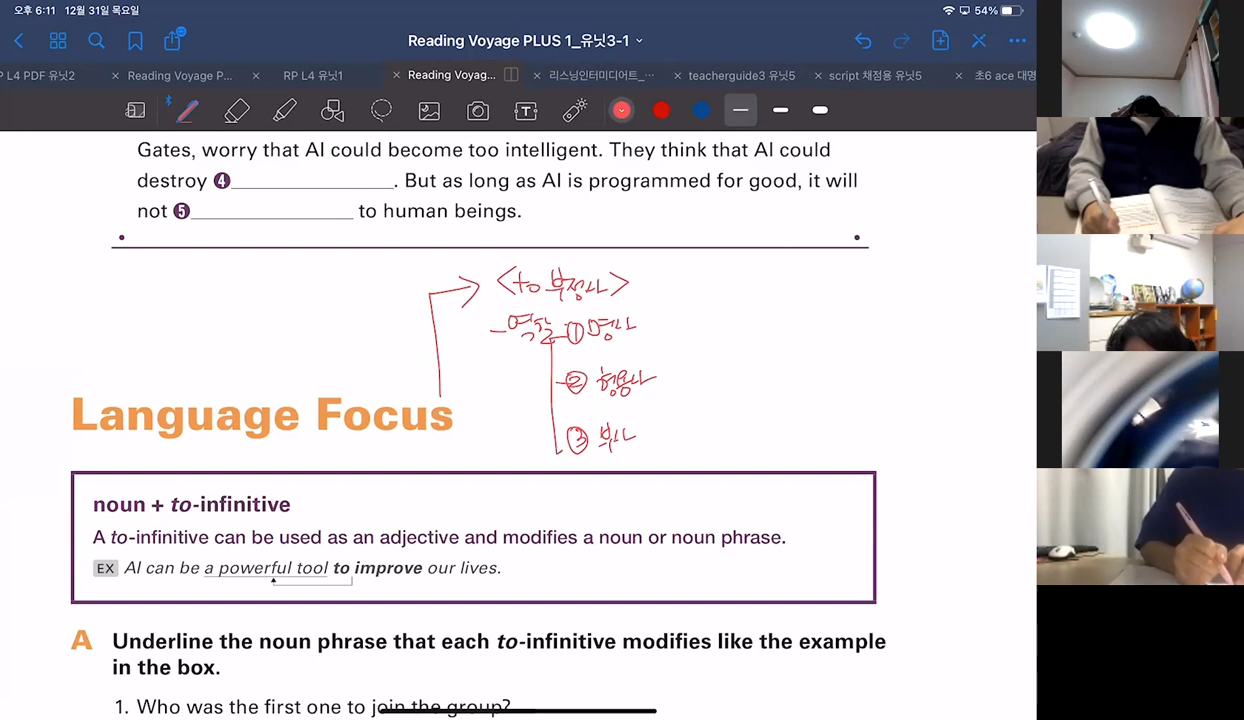 오후 6:11 12월 31일 목요일
54%
Reading Voyage PLUS 1_유닛3-1
P L4 PDF 유닛2
Reading Voyage P...
RP L4 유닛1
Reading Voyag...
리스닝인터미디어트_...
teacherguide3 유닛5
script 채점용 유닛5
초6 ace 대명
Gates, worry that AI could become too intelligent. They think that AI could
destroy ❹____________. But as long as AI is programmed for good, it will
not ❺____________ to human beings.
<to 부정사>
- 역할 ① 명사
② 형용사
③ 부사
Language Focus
noun + to-infinitive
A to-infinitive can be used as an adjective and modifies a noun or noun phrase.
EX AI can be a powerful tool to improve our lives.
A Underline the noun phrase that each to-infinitive modifies like the example
in the box.
1. Who was the first one to join the group?